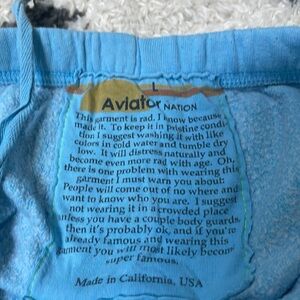 L
Aviator NATION
This garment is rad. I know because I
made it. To keep it in pristine condi-
tion I suggest washing it with like
colors in cold water and tumble dry
low. It will distress naturally and
become even more rad with age. Oh,
there is one problem with wearing this
garment I must warn you about:
People will come out of no where and
want to know who you are. I suggest
not wearing it in a crowded place
unless you have a couple body guards,
then it's probably ok, and if you're
already famous and wearing this
garment you will most likely become
super famous.
Made in California, USA